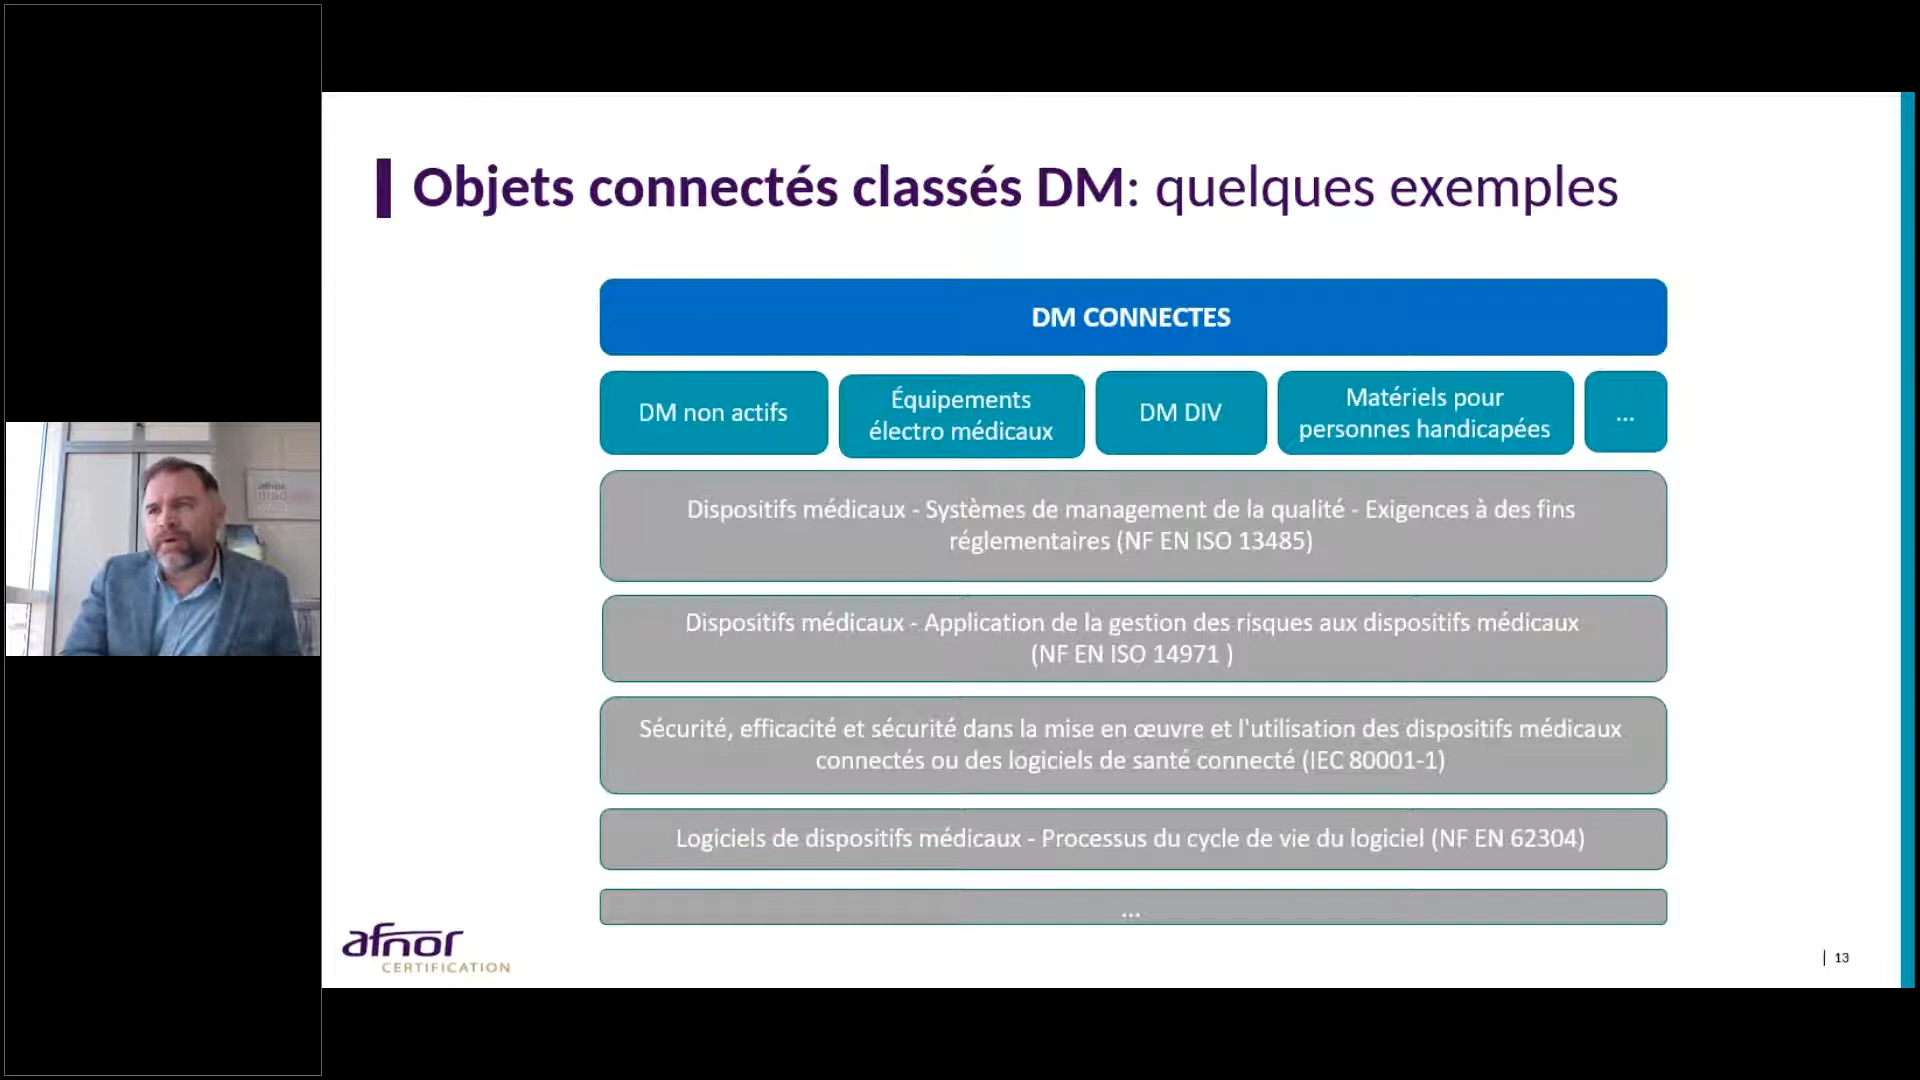 Objets connectés classés DM: quelques exemples
DM CONNECTES
DM non actifs
Équipements
électro médicaux
DM DIV
Matériels pour
personnes handicapées
...
Dispositifs médicaux - Systèmes de management de la qualité - Exigences à des fins
réglementaires (NF EN ISO 13485)
Dispositifs médicaux - Application de la gestion des risques aux dispositifs médicaux
(NF EN ISO 14971 )
Sécurité, efficacité et sécurité dans la mise en œuvre et l'utilisation des dispositifs médicaux
connectés ou des logiciels de santé connecté (IEC 80001-1)
Logiciels de dispositifs médicaux - Processus du cycle de vie du logiciel (NF EN 62304)
...
afnor
CERTIFICATION
| 13
afnor